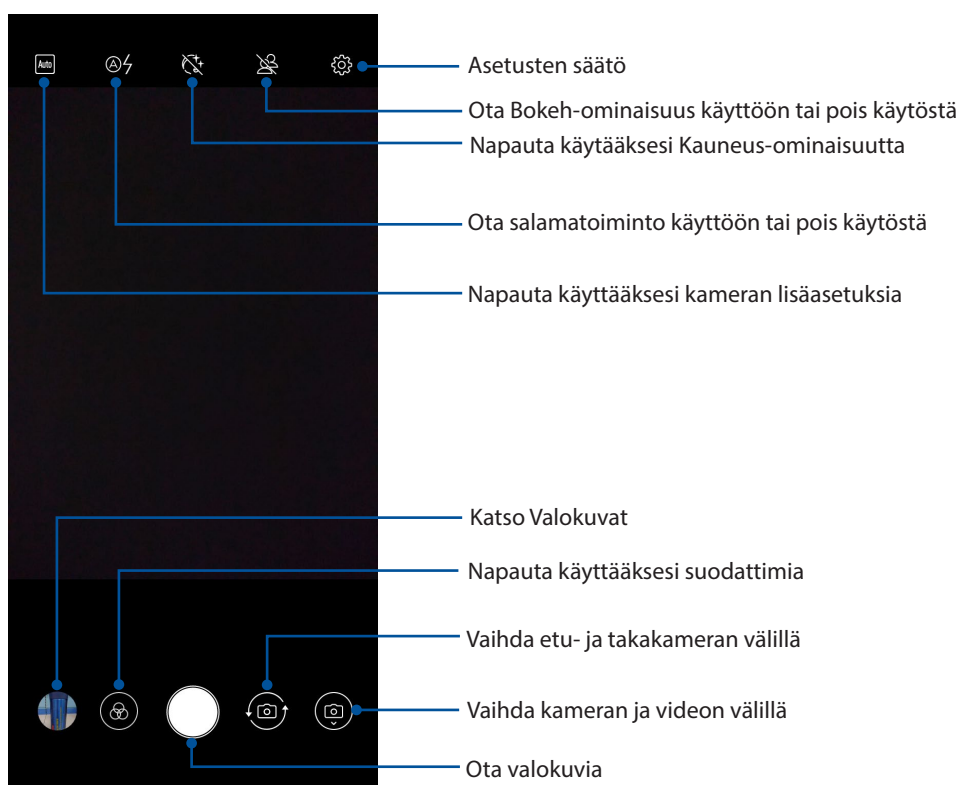 Auto
Asetusten säätö
Ota Bokeh-ominaisuus käyttöön tai pois käytöstä
Napauta käytääksesi Kauneus-ominaisuutta
Ota salamatoiminto käyttöön tai pois käytöstä
Napauta käyttääksesi kameran lisäasetuksia
Katso Valokuvat
Napauta käyttääksesi suodattimia
Vaihda etu- ja takakameran välillä
Vaihda kameran ja videon välillä
Ota valokuvia